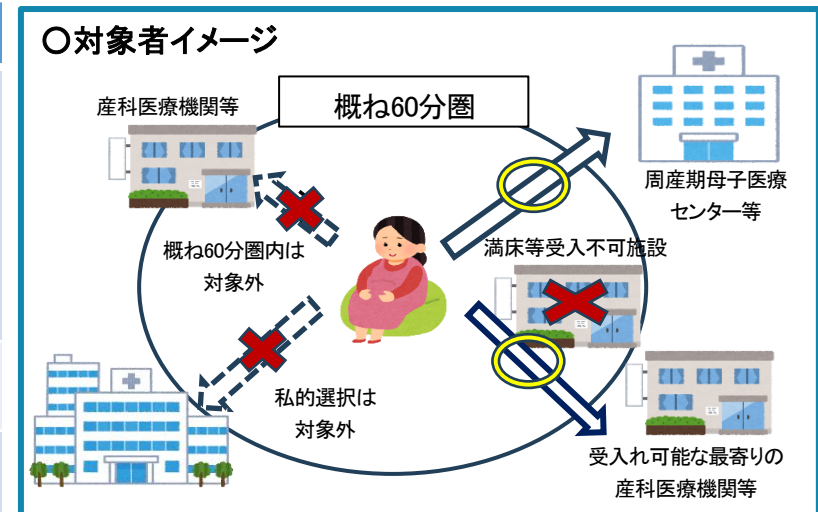 〇対象者イメージ
産科医療機関等
概ね60分圏
周産期母子医療
センター等
概ね60分圏内は
対象外
満床等受入不可施設
私的選択は
対象外
受入れ可能な最寄りの
産科医療機関等